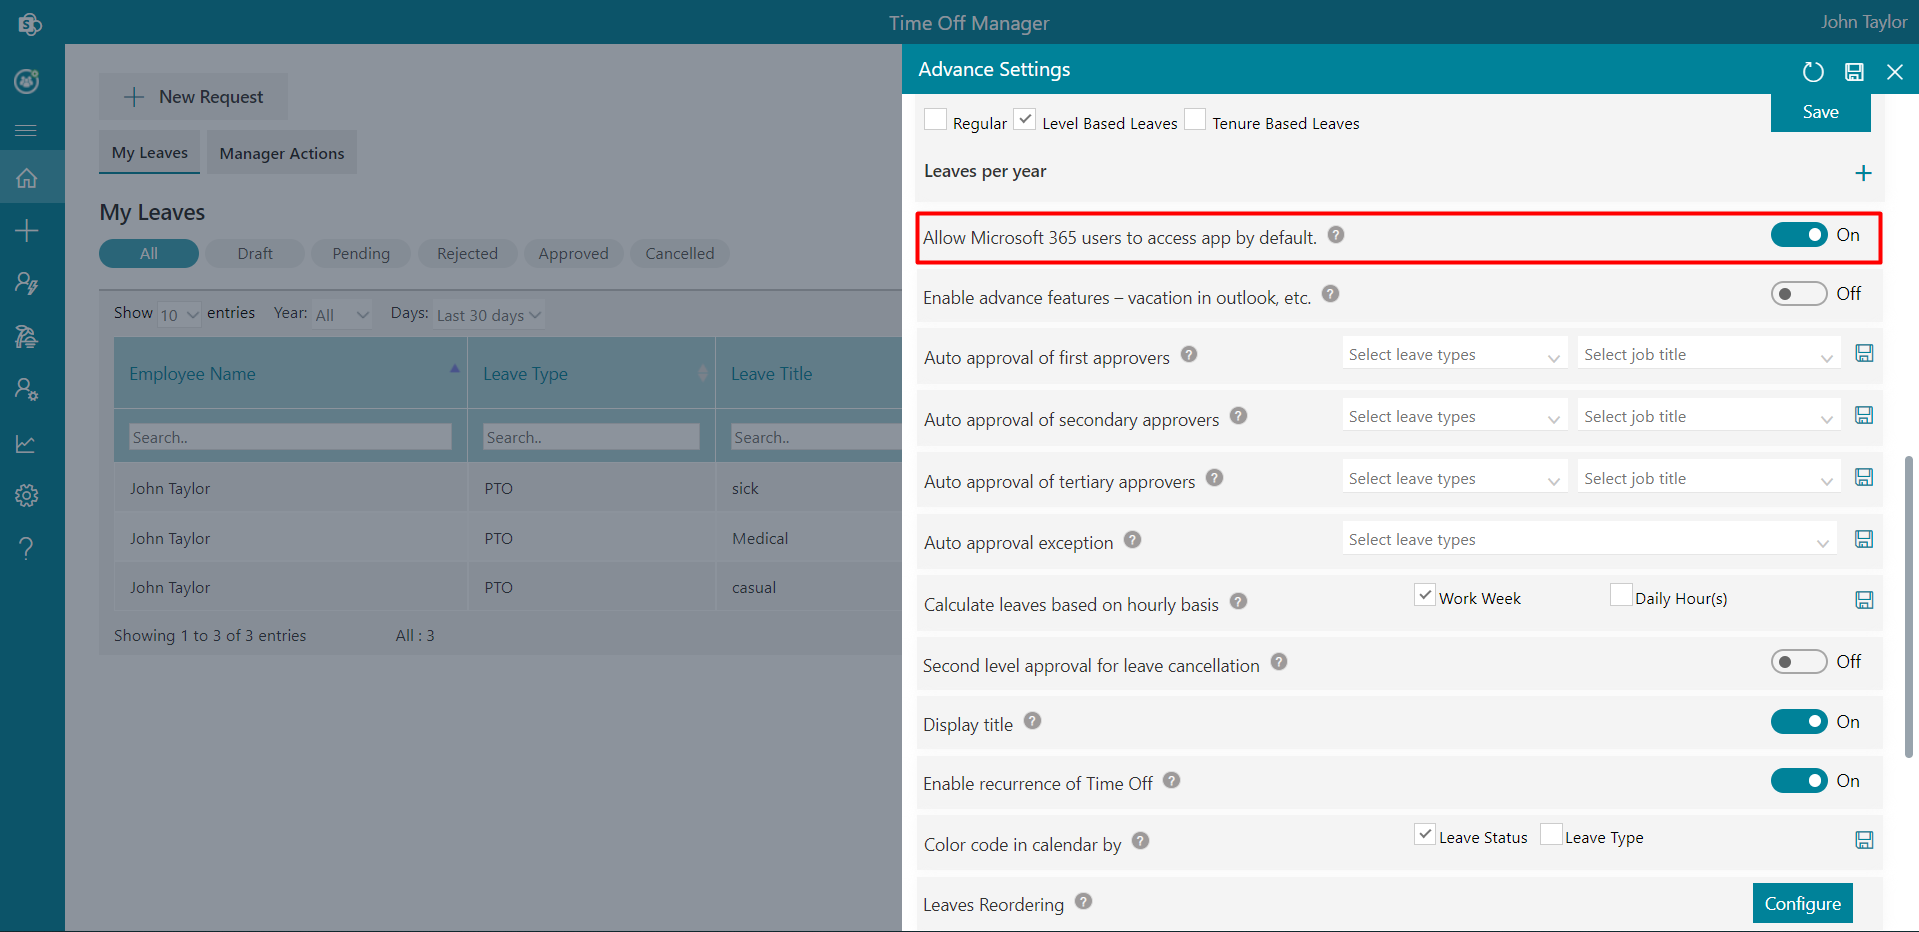 Time Off Manager
John Taylor
New Request
My Leaves
Manager Actions
My Leaves
All
Draft
Pending
Rejected
Approved
Cancelled
Show 10 entries Year: All Days: Last 30 days
Employee Name Leave Type Leave Title
Search.. Search.. Search..
John Taylor PTO sick
John Taylor PTO Medical
John Taylor PTO casual
Showing 1 to 3 of 3 entries All : 3
Advance Settings
Save
Regular Level Based Leaves Tenure Based Leaves
Leaves per year
Allow Microsoft 365 users to access app by default. ? On
Enable advance features – vacation in outlook, etc. ? Off
Auto approval of first approvers ? Select leave types Select job title
Auto approval of secondary approvers ? Select leave types Select job title
Auto approval of tertiary approvers ? Select leave types Select job title
Auto approval exception ? Select leave types
Calculate leaves based on hourly basis ? Work Week Daily Hour(s)
Second level approval for leave cancellation ? Off
Display title ? On
Enable recurrence of Time Off ? On
Color code in calendar by ? Leave Status Leave Type
Leaves Reordering ? Configure